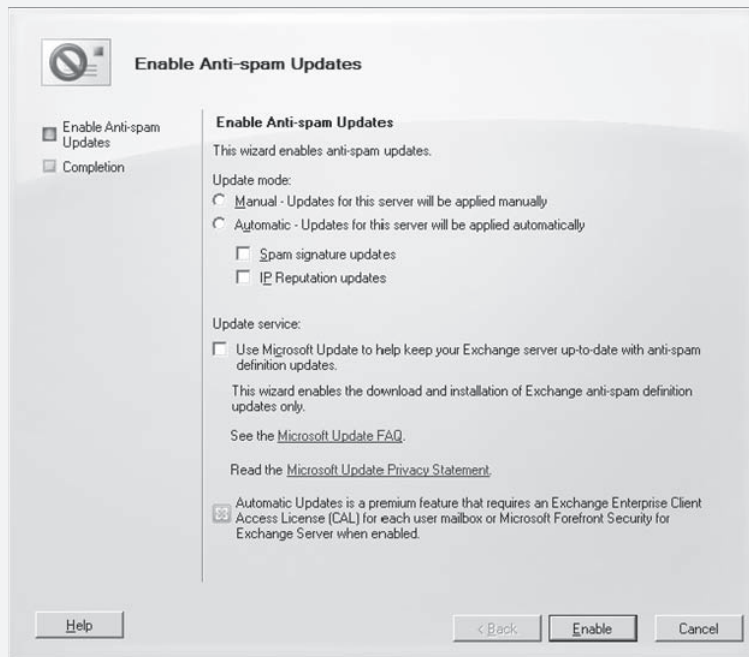 Enable Anti-spam Updates
Enable Anti-spam
Updates
Completion
Enable Anti-spam Updates
This wizard enables anti-spam updates.
Update mode:
Manual - Updates for this server will be applied manually
Automatic - Updates for this server will be applied automatically
Spam signature updates
IP Reputation updates
Update service:
Use Microsoft Update to help keep your Exchange server up-to-date with anti-spam
definition updates.
This wizard enables the download and installation of Exchange anti-spam definition
updates only.
See the Microsoft Update FAQ.
Read the Microsoft Update Privacy Statement.
Automatic Updates is a premium feature that requires an Exchange Enterprise Client
Access License (CAL) for each user mailbox or Microsoft Forefront Security for
Exchange Server when enabled.
Help
< Back
Enable
Cancel